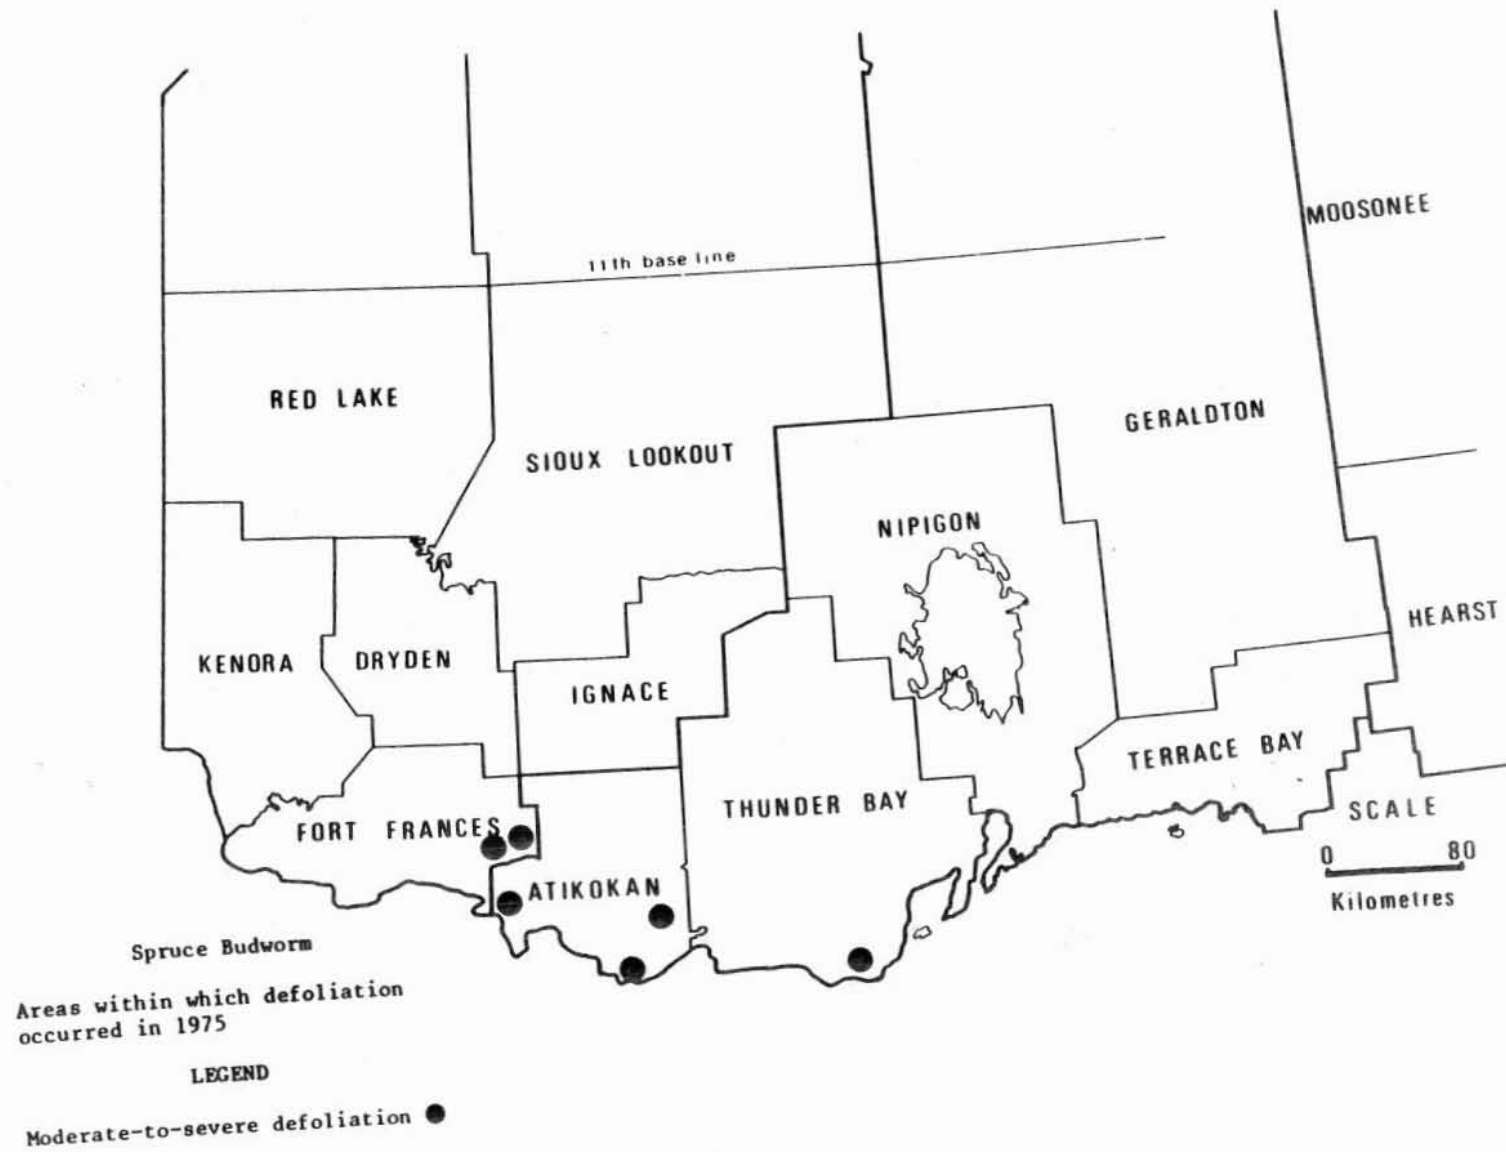 11th base line
MOOSONEE
RED LAKE
GERALDTON
SIOUX LOOKOUT
NIPIGON
HEARST
KENORA
DRYDEN
IGNACE
TERRACE BAY
THUNDER BAY
SCALE
FORT FRANCES
0 80
Kilometres
ATIKOKAN
Spruce Budworm
Areas within which defoliation
occurred in 1975
LEGEND
Moderate-to-severe defoliation